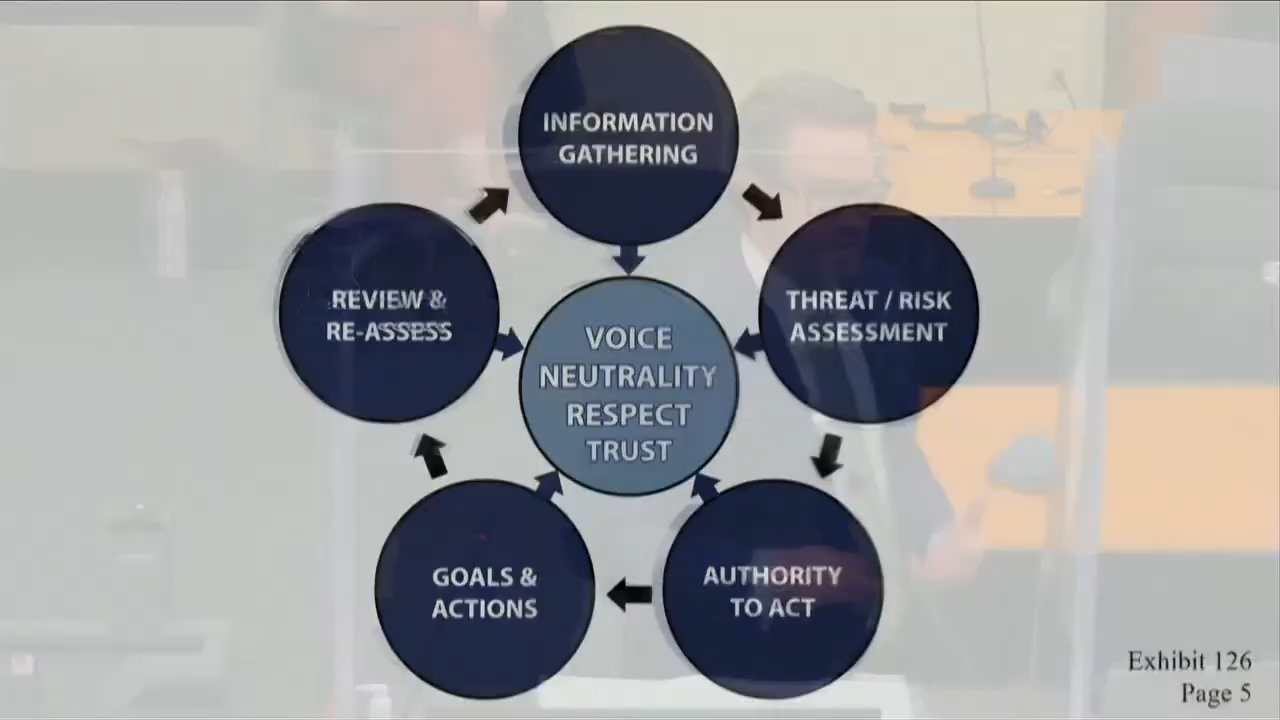 INFORMATION
GATHERING
THREAT / RISK
ASSESSMENT
AUTHORITY
TO ACT
GOALS &
ACTIONS
REVIEW &
RE-ASSESS
VOICE
NEUTRALITY
RESPECT
TRUST
Exhibit 126
Page 5